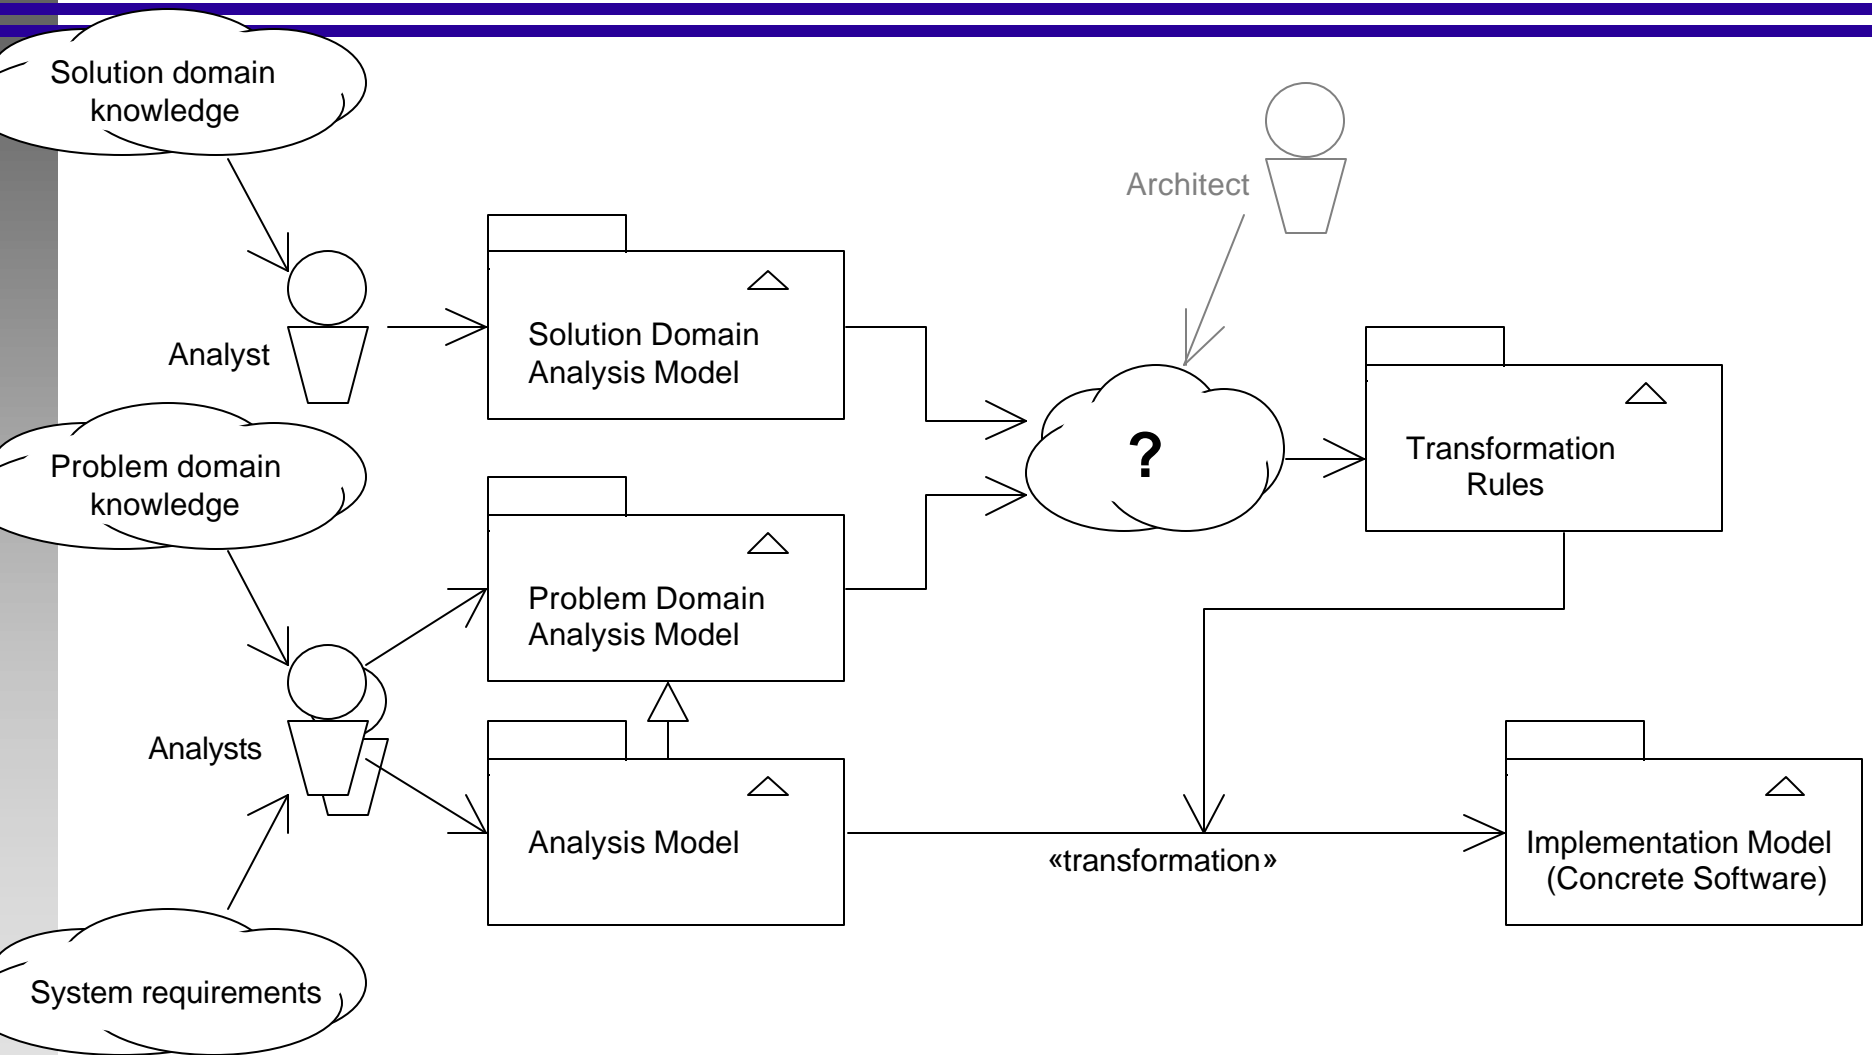 Solution domain
knowledge
Architect
Analyst
Solution Domain
Analysis Model
Problem domain
knowledge
?
Transformation
Rules
Problem Domain
Analysis Model
Analysts
Analysis Model
«transformation»
Implementation Model
(Concrete Software)
System requirements